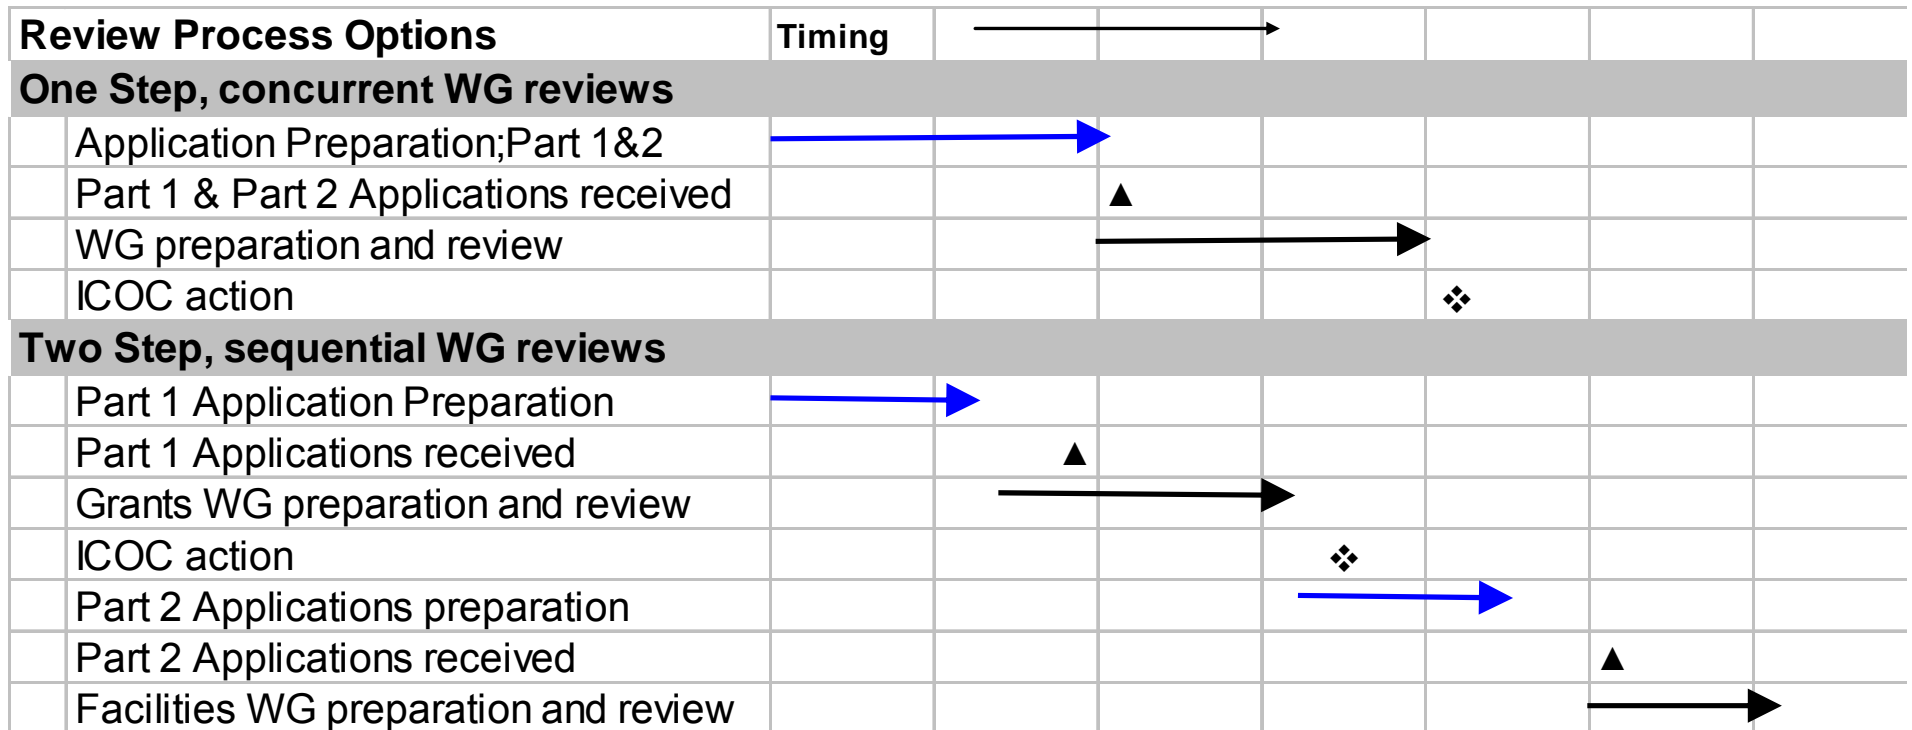 Review Process Options Timing
One Step, concurrent WG reviews
Application Preparation;Part 1&2
Part 1 & Part 2 Applications received
WG preparation and review
ICOC action
Two Step, sequential WG reviews
Part 1 Application Preparation
Part 1 Applications received
Grants WG preparation and review
ICOC action
Part 2 Applications preparation
Part 2 Applications received
Facilities WG preparation and review